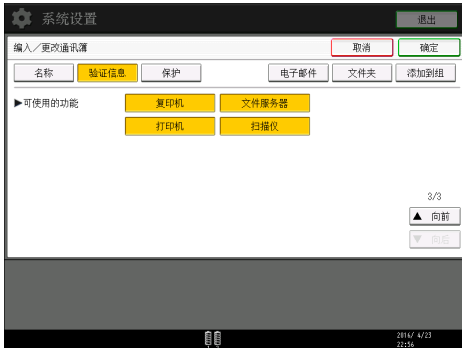 系统设置
退出
编入／更改通讯簿
取消
确定
名称
验证信息
保护
电子邮件
文件夹
添加到组
▶可使用的功能
复印机
文件服务器
打印机
扫描仪
3/3
▲ 向前
▼ 向后
2016/ 4/23
22:56